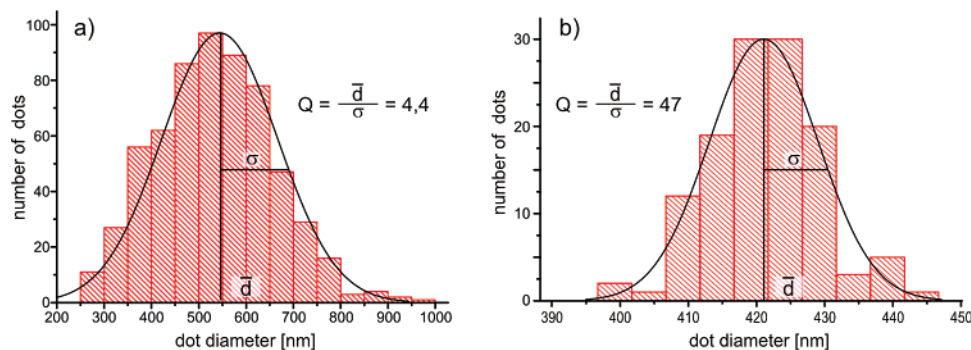 a)
number of dots
100
80
60
40
20
0
Q = d̅ / σ = 4,4
σ
d̅
200 300 400 500 600 700 800 900 1000
dot diameter [nm]
b)
number of dots
30
20
10
0
Q = d̅ / σ = 47
σ
d̅
390 400 410 420 430 440 450
dot diameter [nm]